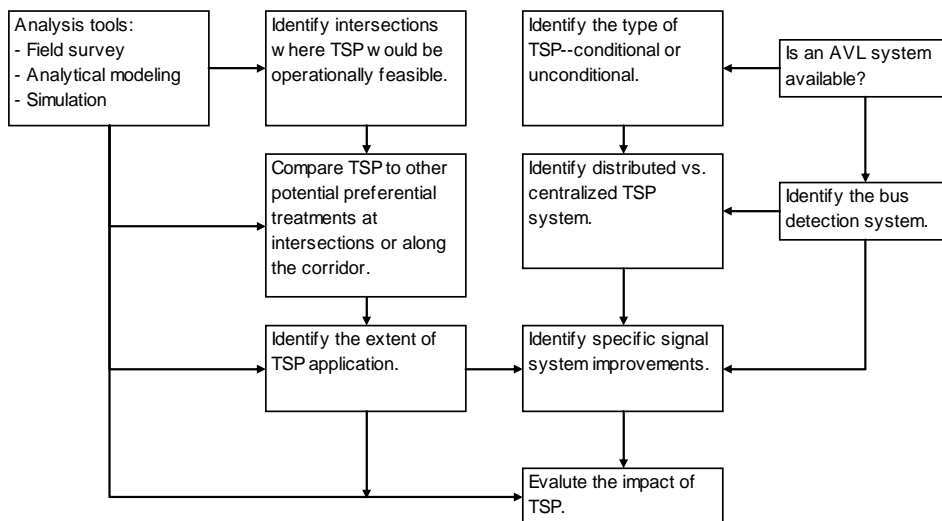 Analysis tools:
- Field survey
- Analytical modeling
- Simulation
Identify intersections
where TSP would be
operationally feasible.
Identify the type of
TSP--conditional or
unconditional.
Is an AVL system
available?
Compare TSP to other
potential preferential
treatments at
intersections or along
the corridor.
Identify distributed vs.
centralized TSP
system.
Identify the bus
detection system.
Identify the extent of
TSP application.
Identify specific signal
system improvements.
Evalute the impact of
TSP.